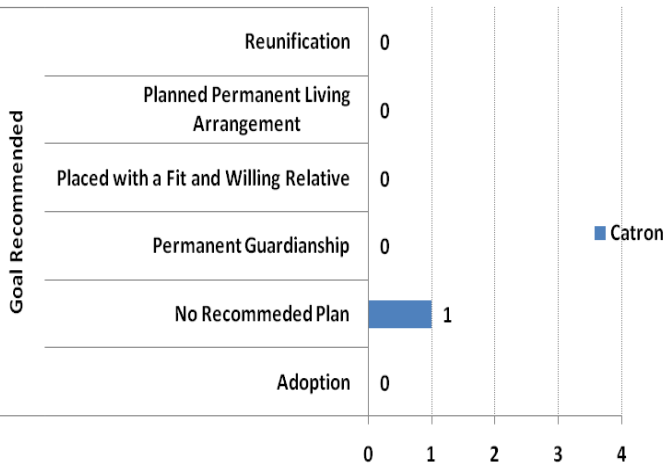 Goal Recommended
Reunification 0
Planned Permanent Living
Arrangement 0
Placed with a Fit and Willing Relative 0
Permanent Guardianship 0
No Recommeded Plan 1
Adoption 0
0 1 2 3 4
Catron